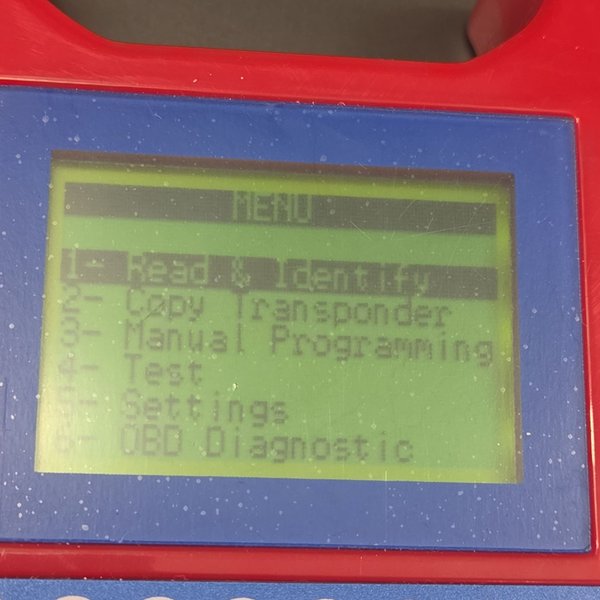 MENU
1- Read & Identify
2- Copy Transponder
3- Manual Programming
4- Test
5- Settings
6- OBD Diagnostic